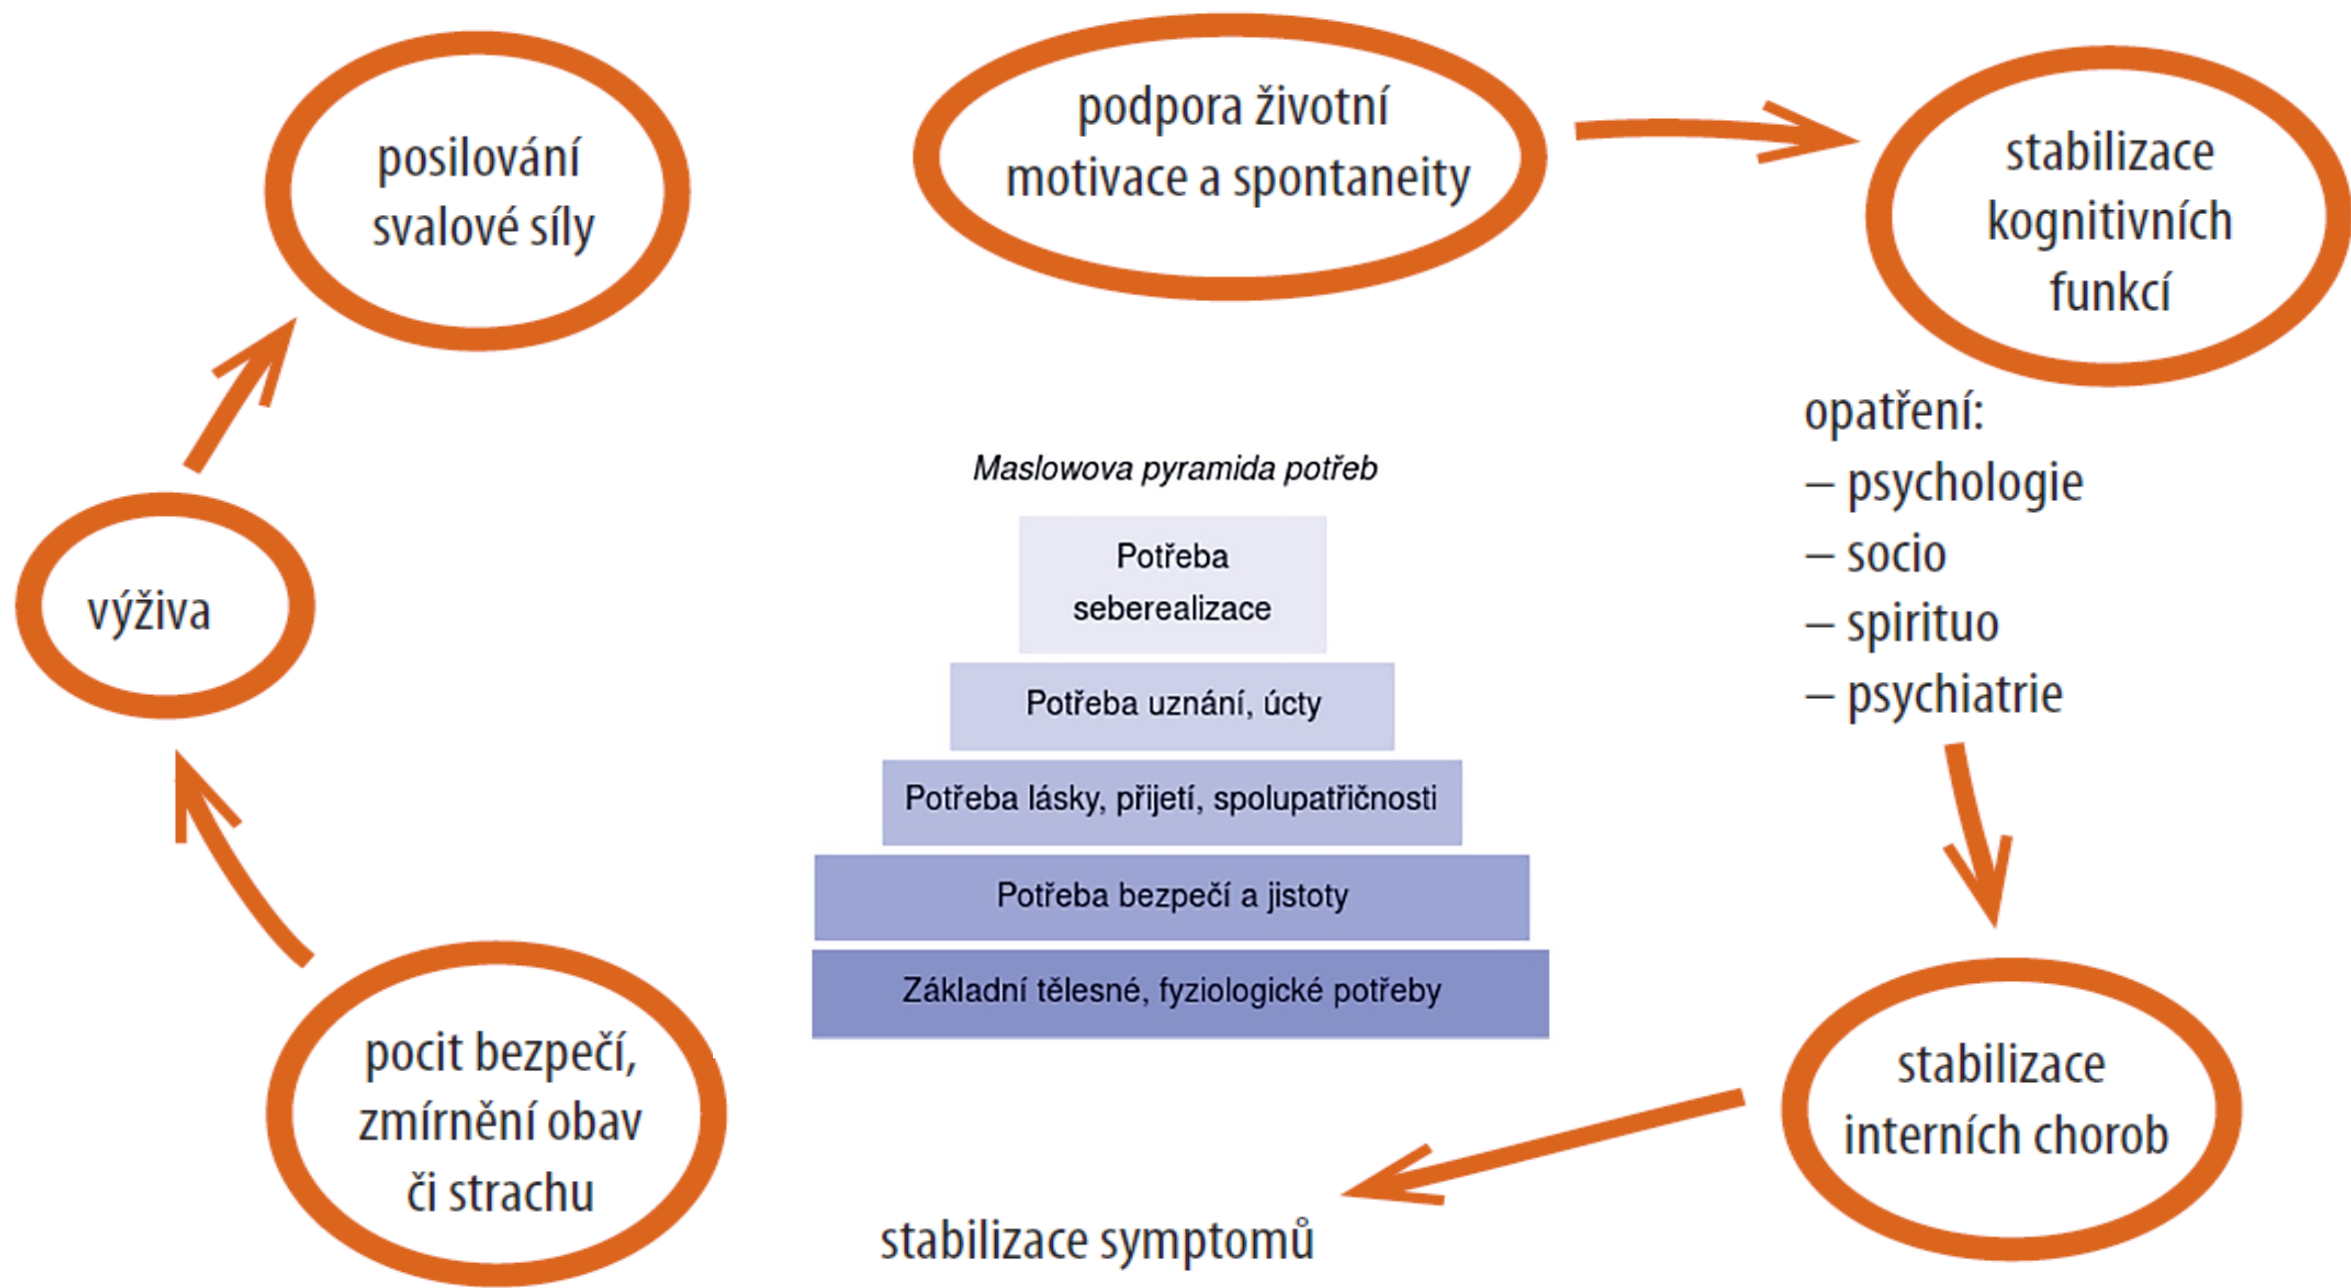 posilování
svalové síly
podpora životní
motivace a spontaneity
stabilizace
kognitivních
funkcí
opatření:
– psychologie
– socio
– spirituo
– psychiatrie
výživa
Maslowova pyramida potřeb
Potřeba
seberealizace
Potřeba uznání, úcty
Potřeba lásky, přijetí, spolupatřičnosti
Potřeba bezpečí a jistoty
Základní tělesné, fyziologické potřeby
pocit bezpečí,
zmírnění obav
či strachu
stabilizace symptomů
stabilizace
interních chorob